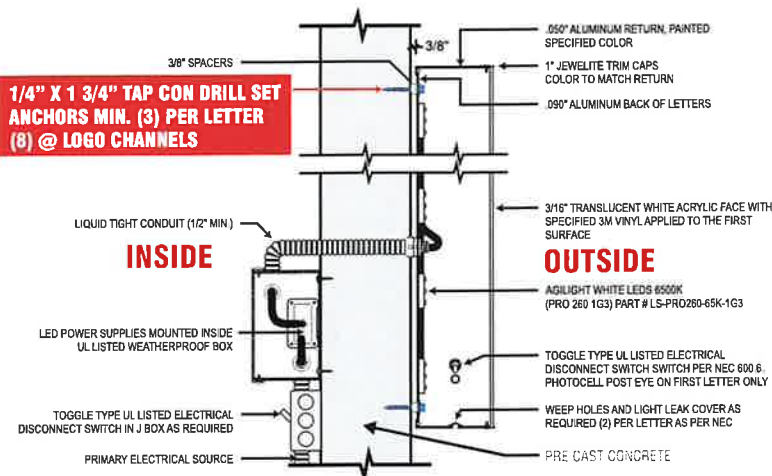 .050" ALUMINUM RETURN, PAINTED
SPECIFIED COLOR
3/8"
3/8" SPACERS
1" JEWELITE TRIM CAPS
COLOR TO MATCH RETURN
1/4" X 1 3/4" TAP CON DRILL SET
ANCHORS MIN. (3) PER LETTER
(8) @ LOGO CHANNELS
.090" ALUMINUM BACK OF LETTERS
3/16" TRANSLUCENT WHITE ACRYLIC FACE WITH
SPECIFIED 3M VINYL APPLIED TO THE FIRST
SURFACE
LIQUID TIGHT CONDUIT (1/2" MIN )
INSIDE
OUTSIDE
AGILIGHT WHITE LEDS 6500K
(PRO 260 1G3) PART # LS-PRO260-65K-1G3
LED POWER SUPPLIES MOUNTED INSIDE
UL LISTED WEATHERPROOF BOX
TOGGLE TYPE UL LISTED ELECTRICAL
DISCONNECT SWITCH SWITCH PER NEC 600.6.
PHOTOCELL POST EYE ON FIRST LETTER ONLY
TOGGLE TYPE UL LISTED ELECTRICAL
DISCONNECT SWITCH IN J BOX AS REQUIRED
WEEP HOLES AND LIGHT LEAK COVER AS
REQUIRED (2) PER LETTER AS PER NEC
PRIMARY ELECTRICAL SOURCE
PRE CAST CONCRETE